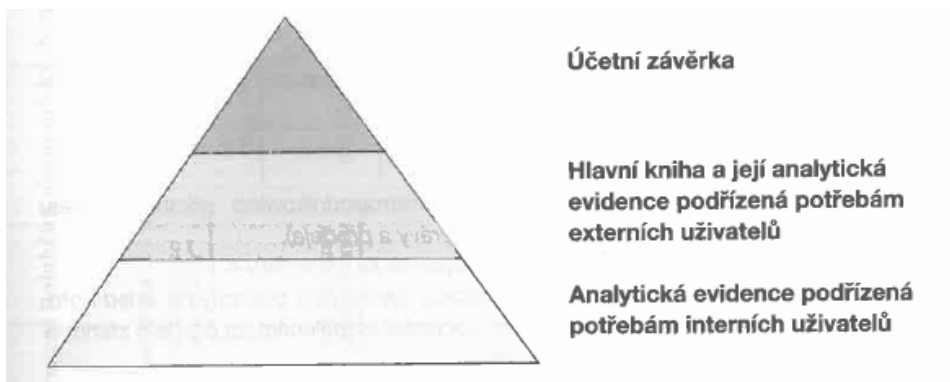 Účetní závěrka
Hlavní kniha a její analytická
evidence podřízená potřebám
externích uživatelů
Analytická evidence podřízená
potřebám interních uživatelů